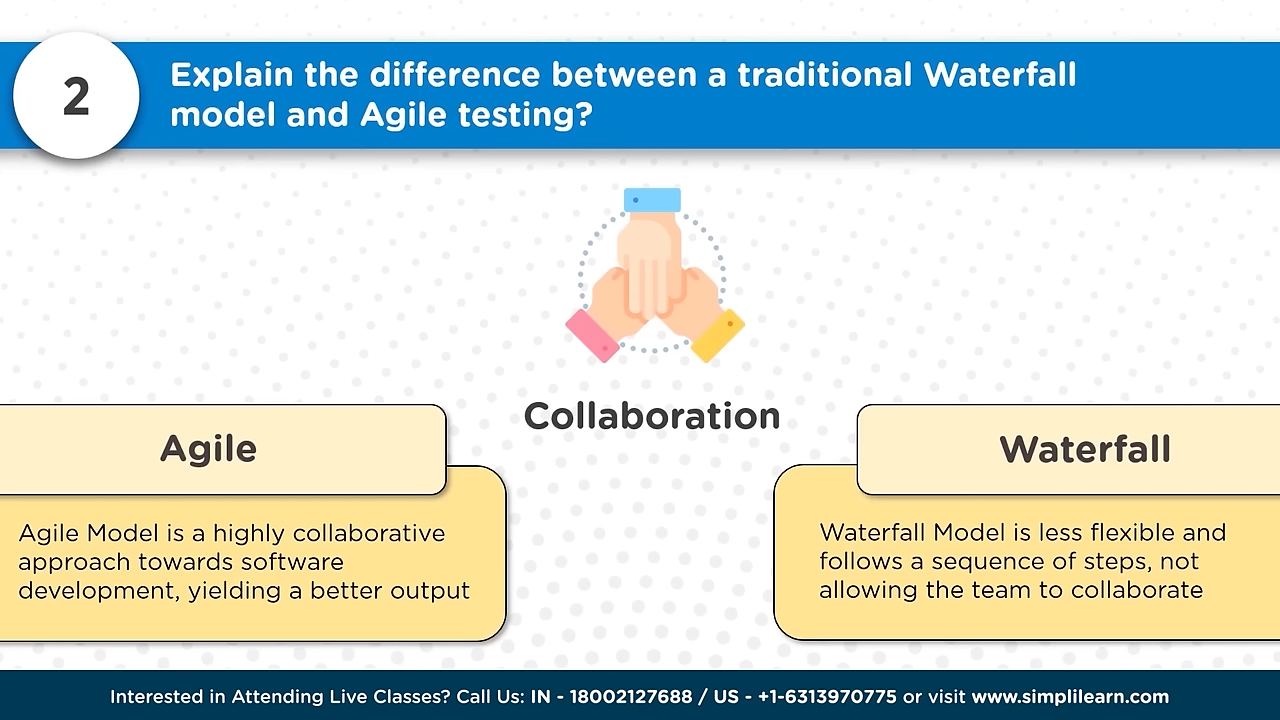 2
Explain the difference between a traditional Waterfall
model and Agile testing?
Collaboration
Agile
Agile Model is a highly collaborative
approach towards software
development, yielding a better output
Waterfall
Waterfall Model is less flexible and
follows a sequence of steps, not
allowing the team to collaborate
Interested in Attending Live Classes? Call Us: IN - 18002127688 / US - +1-6313970775 or visit www.simplilearn.com